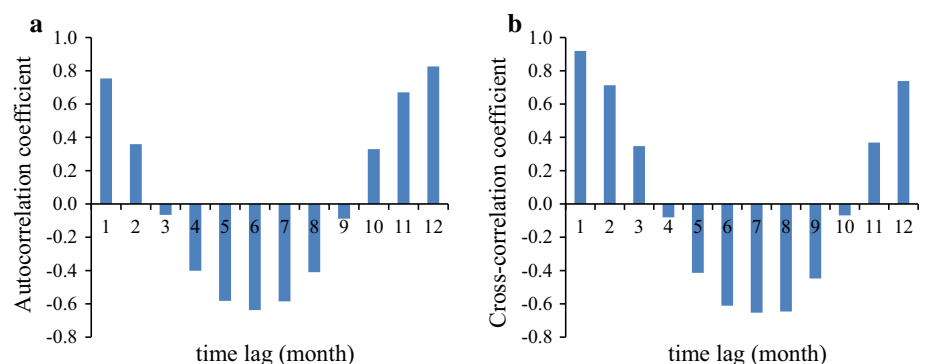 a
1.0
0.8
0.6
0.4
0.2
0.0
-0.2
-0.4
-0.6
-0.8
Autocorrelation coefficient
1 2 3 4 5 6 7 8 9 10 11 12
time lag (month)
b
1.0
0.8
0.6
0.4
0.2
0.0
-0.2
-0.4
-0.6
-0.8
Cross-correlation coefficient
1 2 3 4 5 6 7 8 9 10 11 12
time lag (month)